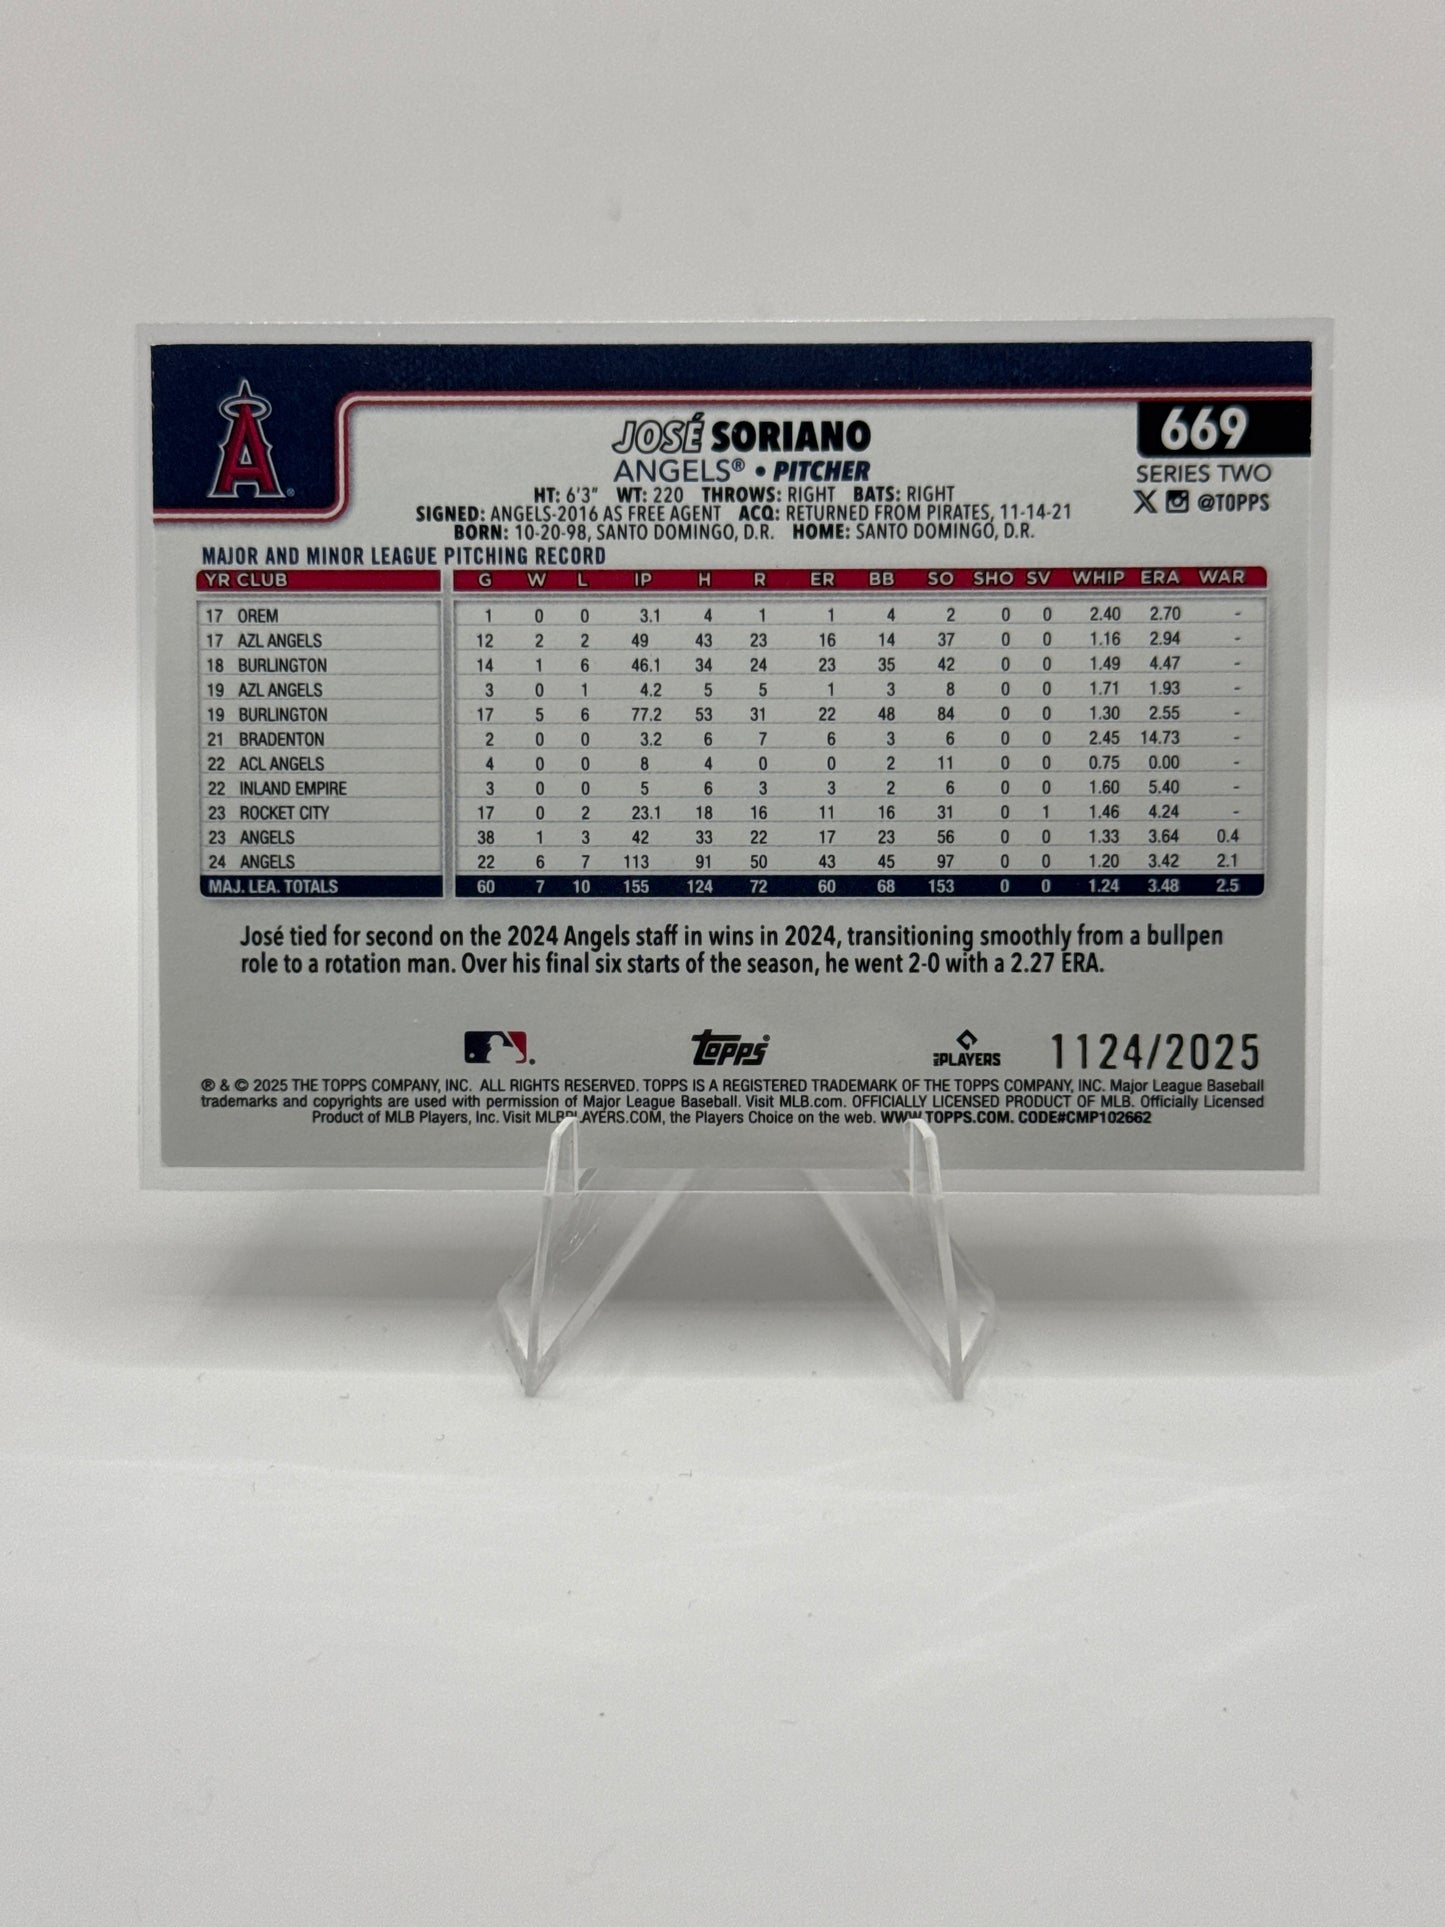 A
JOSÉ SORIANO
ANGELS® • PITCHER
669
SERIES TWO
X @TOPPS
HT: 6'3" WT: 220 THROWS: RIGHT BATS: RIGHT
SIGNED: ANGELS-2016 AS FREE AGENT ACQ: RETURNED FROM PIRATES, 11-14-21
BORN: 10-20-98, SANTO DOMINGO, D.R. HOME: SANTO DOMINGO, D.R.
MAJOR AND MINOR LEAGUE PITCHING RECORD
YR CLUB G W L IP H R ER BB SO SHO SV WHIP ERA WAR
17 OREM 1 0 0 3.1 4 1 1 4 2 0 0 2.40 2.70 -
17 AZL ANGELS 12 2 2 49 43 23 16 14 37 0 0 1.16 2.94 -
18 BURLINGTON 14 1 6 46.1 34 24 23 35 42 0 0 1.49 4.47 -
19 AZL ANGELS 3 0 1 4.2 5 5 1 3 8 0 0 1.71 1.93 -
19 BURLINGTON 17 5 6 77.2 53 31 22 48 84 0 0 1.30 2.55 -
21 BRADENTON 2 0 0 3.2 6 7 6 3 6 0 0 2.45 14.73 -
22 ACL ANGELS 4 0 0 8 4 0 0 2 11 0 0 0.75 0.00 -
22 INLAND EMPIRE 3 0 0 5 6 3 3 2 6 0 0 1.60 5.40 -
23 ROCKET CITY 17 0 2 23.1 18 16 11 16 31 0 1 1.46 4.24 -
23 ANGELS 38 1 3 42 33 22 17 23 56 0 0 1.33 3.64 0.4
24 ANGELS 22 6 7 113 91 50 43 45 97 0 0 1.20 3.42 2.1
MAJ. LEA. TOTALS 60 7 10 155 124 72 60 68 153 0 0 1.24 3.48 2.5
José tied for second on the 2024 Angels staff in wins in 2024, transitioning smoothly from a bullpen
role to a rotation man. Over his final six starts of the season, he went 2-0 with a 2.27 ERA.
Topps® PLAYERS 1124/2025
® & © 2025 THE TOPPS COMPANY, INC. ALL RIGHTS RESERVED. TOPPS IS A REGISTERED TRADEMARK OF THE TOPPS COMPANY, INC. Major League Baseball
trademarks and copyrights are used with permission of Major League Baseball. Visit MLB.com. OFFICIALLY LICENSED PRODUCT OF MLB. Officially Licensed
Product of MLB Players, Inc. Visit MLBPLAYERS.COM, the Players Choice on the web. WWW.TOPPS.COM. CODE#CMP102662